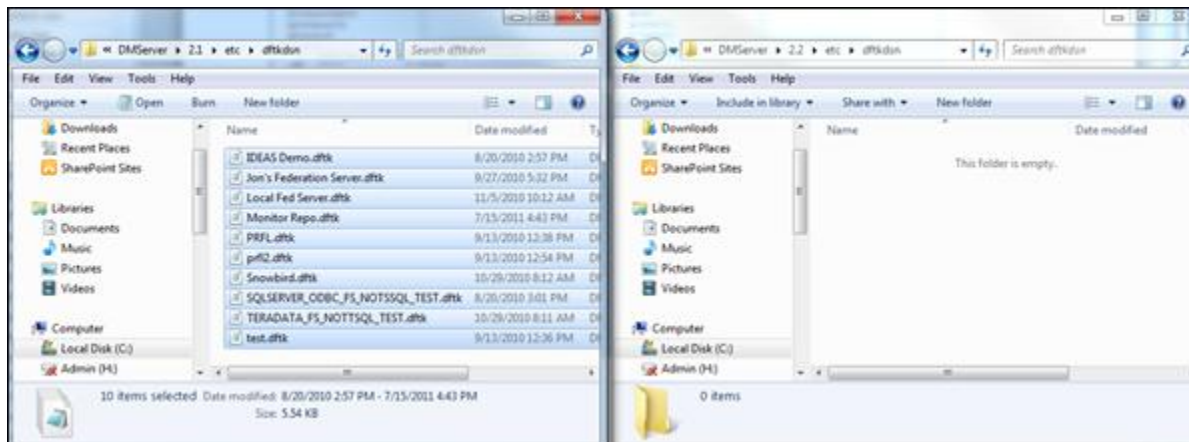 « DMServer ▸ 2.1 ▸ etc ▸ dftkdsn
Search dftkdsn
File Edit View Tools Help
Organize Open Burn New folder
Downloads
Recent Places
SharePoint Sites
Libraries
Documents
Music
Pictures
Videos
Computer
Local Disk (C:)
Admin (H:)
Name Date modified
IDEAS Demo.dftk 8/20/2010 2:57 PM
Jon's Federation Server.dftk 9/27/2010 5:32 PM
Local Fed Server.dftk 11/5/2010 10:12 AM
Monitor Repo.dftk 7/15/2011 4:43 PM
PRFL.dftk 9/13/2010 12:38 PM
prfl2.dftk 9/13/2010 12:54 PM
Snowbird.dftk 10/29/2010 8:12 AM
SQLSERVER_ODBC_FS_NOTSSQL_TEST.dftk 8/20/2010 3:01 PM
TERADATA_FS_NOTTSQL_TEST.dftk 10/29/2010 8:11 AM
test.dftk 9/13/2010 12:36 PM
10 items selected Date modified: 8/20/2010 2:57 PM - 7/15/2011 4:43 PM
Size: 5.54 KB
« DMServer ▸ 2.2 ▸ etc ▸ dftkdsn
Search dftkdsn
File Edit View Tools Help
Organize Include in library Share with New folder
Downloads
Recent Places
SharePoint Sites
Libraries
Documents
Music
Pictures
Videos
Computer
Local Disk (C:)
Admin (H:)
Name Date modified
This folder is empty.
0 items